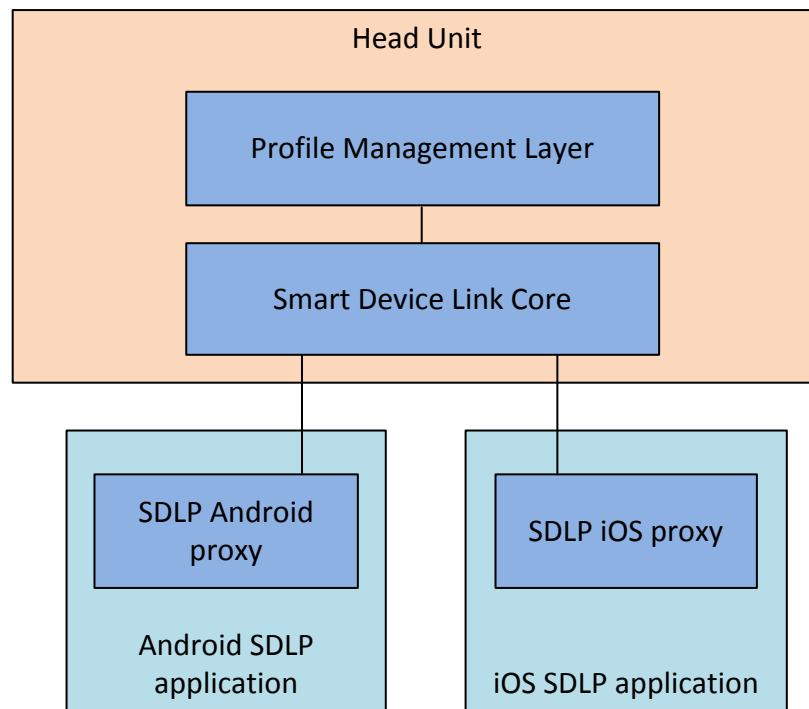 Head Unit
Profile Management Layer
Smart Device Link Core
SDLP Android
proxy
SDLP iOS proxy
Android SDLP
application
iOS SDLP application